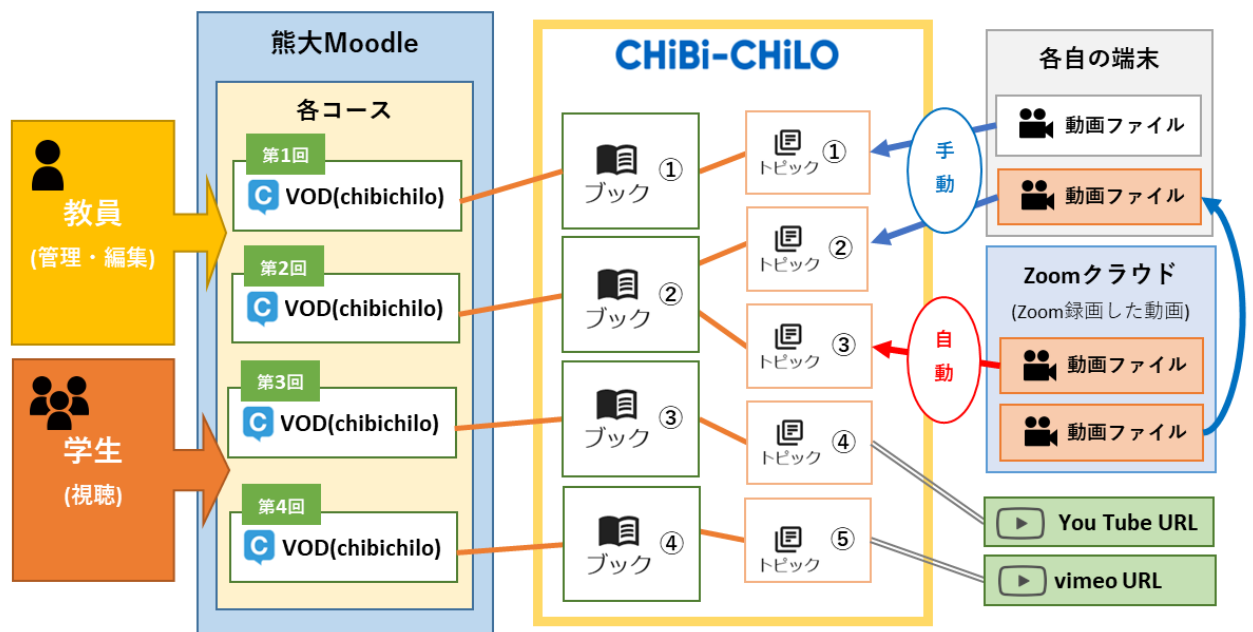 熊大Moodle
各コース
教員
(管理・編集)
学生
(視聴)
第1回
VOD(chibichilo)
第2回
VOD(chibichilo)
第3回
VOD(chibichilo)
第4回
VOD(chibichilo)
CHiBi-CHiLO
ブック ①
ブック ②
ブック ③
ブック ④
トピック ①
トピック ②
トピック ③
トピック ④
トピック ⑤
手動
自動
各自の端末
動画ファイル
動画ファイル
Zoomクラウド
(Zoom録画した動画)
動画ファイル
動画ファイル
You Tube URL
vimeo URL